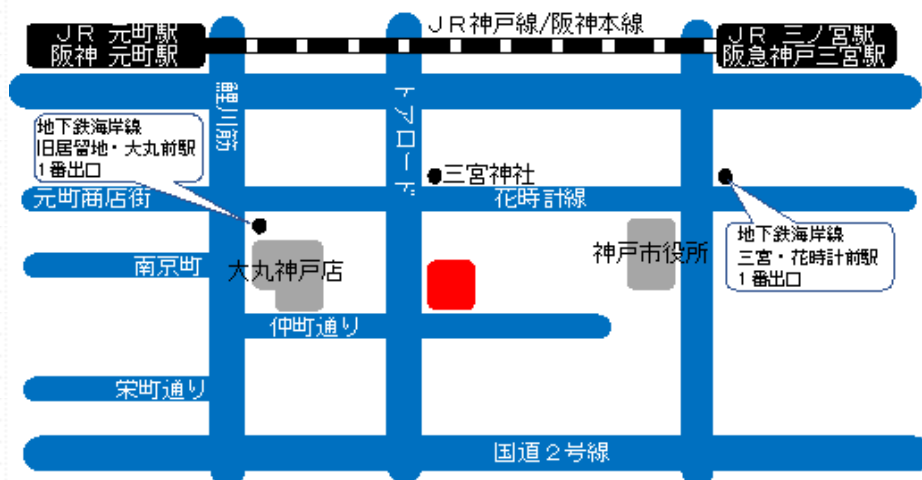 JR 元町駅
阪神 元町駅
JR神戸線/阪神本線
JR 三ノ宮駅
阪急神戸三宮駅
鯉川筋
トアロード
地下鉄海岸線
旧居留地・大丸前駅
1番出口
三宮神社
元町商店街
花時計線
地下鉄海岸線
三宮・花時計前駅
1番出口
南京町
大丸神戸店
神戸市役所
仲町通り
栄町通り
国道2号線